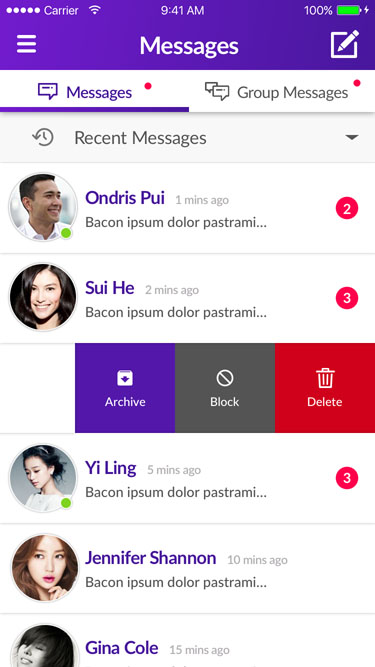 Carrier 9:41 AM 100%
Messages
Messages Group Messages
Recent Messages
Ondris Pui 1 mins ago
Bacon ipsum dolor pastrami...
2
Sui He 2 mins ago
Bacon ipsum dolor pastrami...
3
Archive Block Delete
Yi Ling 5 mins ago
Bacon ipsum dolor pastrami...
3
Jennifer Shannon 10 mins ago
Bacon ipsum dolor pastrami...
Gina Cole 15 mins ago